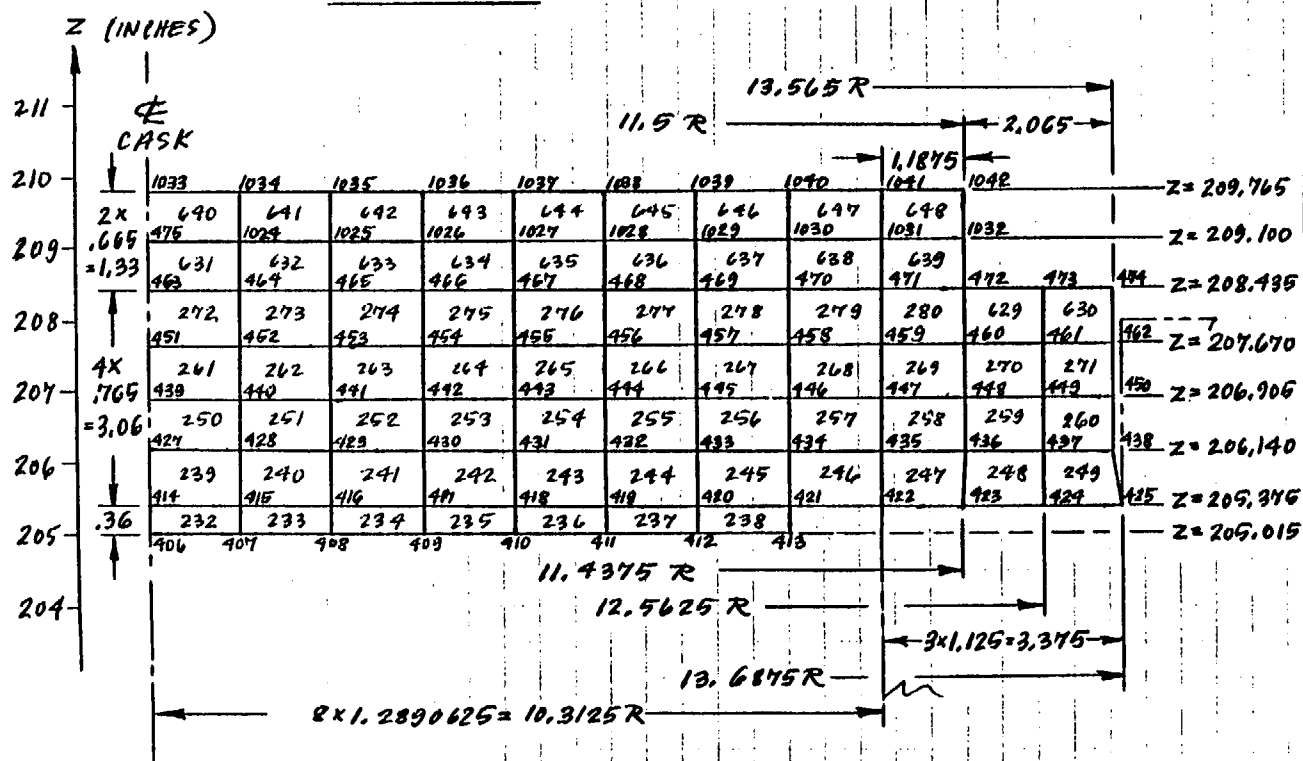 Z (INCHES)
13.565 R
211
℄
CASK
11.5 R
2.065
1.1875
210
1033 1034 1035 1036 1037 1038 1039 1040 1041 1042
Z= 209.765
2x
.665
=1.33
640 641 642 643 644 645 646 647 648
475 1024 1025 1026 1027 1028 1029 1030 1031 1032
Z= 209.100
209
631 632 633 634 635 636 637 638 639
463 464 465 466 467 468 469 470 471 472 473 474
Z= 208.435
272 273 274 275 276 277 278 279 280 629 630
208
451 452 453 454 455 456 457 458 459 460 461 462
Z= 207.670
4x
.765
=3.06
261 262 263 264 265 266 267 268 269 270 271
207
439 440 441 442 443 444 445 446 447 448 449 450
Z= 206.905
250 251 252 253 254 255 256 257 258 259 260
427 428 429 430 431 432 433 434 435 436 437 438
Z= 206.140
206
239 240 241 242 243 244 245 246 247 248 249
414 415 416 417 418 419 420 421 422 423 424 425
Z= 205.375
.36
232 233 234 235 236 237 238
205
406 407 408 409 410 411 412 413
Z= 205.015
11.4375 R
204
12.5625 R
3x1.125=3.375
13.6875 R
8x1.2890625= 10.3125 R